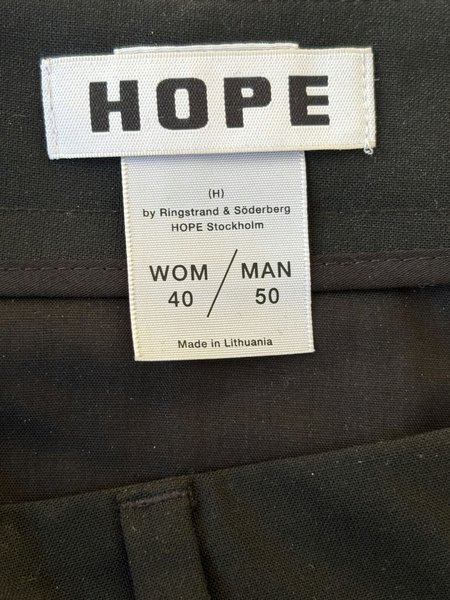 HOPE
(H)
by Ringstrand & Söderberg
HOPE Stockholm
WOM / MAN
40 / 50
Made in Lithuania